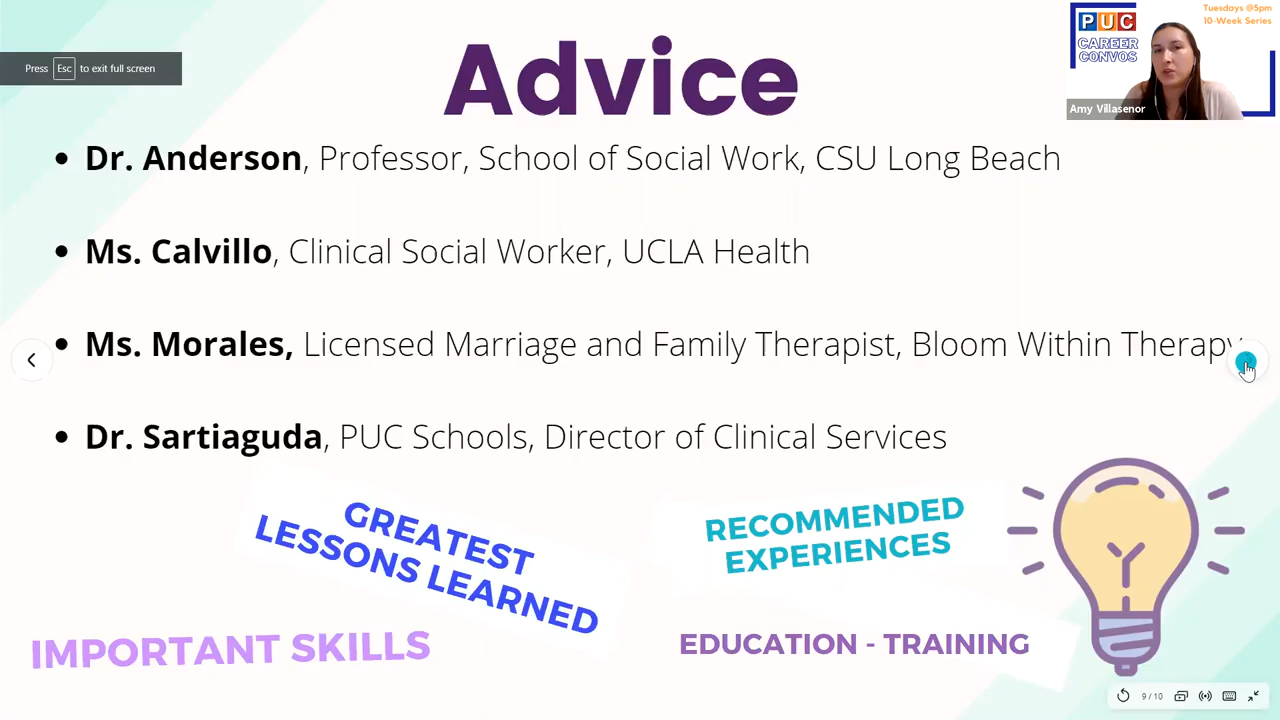 Tuesdays @5pm
10-Week Series
PUC
CAREER
CONVOS
Amy Villasenor
Press Esc to exit full screen
Advice
• Dr. Anderson, Professor, School of Social Work, CSU Long Beach
• Ms. Calvillo, Clinical Social Worker, UCLA Health
• Ms. Morales, Licensed Marriage and Family Therapist, Bloom Within Therapy
• Dr. Sartiaguda, PUC Schools, Director of Clinical Services
GREATEST
LESSONS LEARNED
RECOMMENDED
EXPERIENCES
IMPORTANT SKILLS
EDUCATION - TRAINING
9 / 10